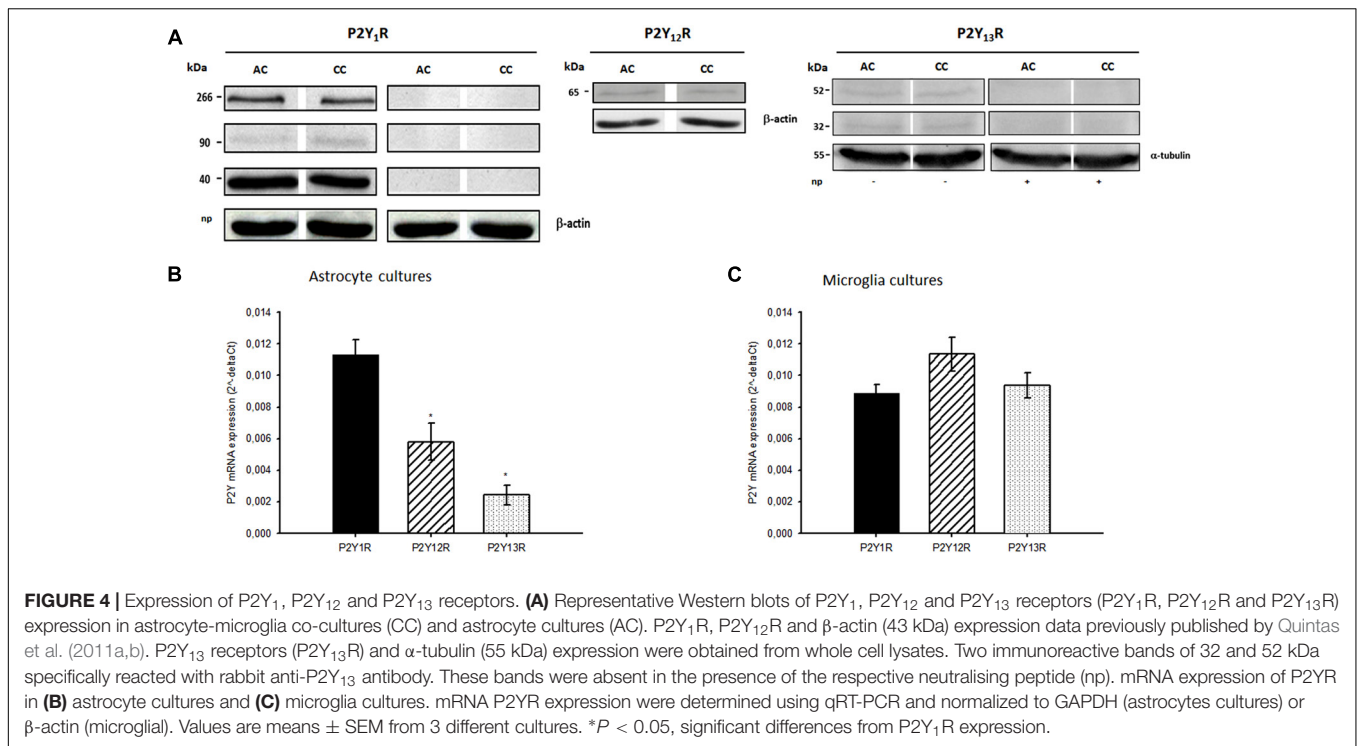 A
P2Y₁R
P2Y₁₂R
P2Y₁₃R
kDa AC CC AC CC
kDa AC CC
kDa AC CC AC CC
266
90
40
np
β-actin
65
β-actin
52
32
55
α-tubulin
np - - + +
B
Astrocyte cultures
P2Y mRNA expression (2^-deltaCt)
0,014
0,012
0,010
0,008
0,006
0,004
0,002
0,000
* *
P2Y1R P2Y12R P2Y13R
C
Microglia cultures
P2Y mRNA expression (2^-deltaCt)
0,014
0,012
0,010
0,008
0,006
0,004
0,002
0,000
P2Y1R P2Y12R P2Y13R
FIGURE 4 | Expression of P2Y₁, P2Y₁₂ and P2Y₁₃ receptors. (A) Representative Western blots of P2Y₁, P2Y₁₂ and P2Y₁₃ receptors (P2Y₁R, P2Y₁₂R and P2Y₁₃R)
expression in astrocyte-microglia co-cultures (CC) and astrocyte cultures (AC). P2Y₁R, P2Y₁₂R and β-actin (43 kDa) expression data previously published by Quintas
et al. (2011a,b). P2Y₁₃ receptors (P2Y₁₃R) and α-tubulin (55 kDa) expression were obtained from whole cell lysates. Two immunoreactive bands of 32 and 52 kDa
specifically reacted with rabbit anti-P2Y₁₃ antibody. These bands were absent in the presence of the respective neutralising peptide (np). mRNA expression of P2YR
in (B) astrocyte cultures and (C) microglia cultures. mRNA P2YR expression were determined using qRT-PCR and normalized to GAPDH (astrocytes cultures) or
β-actin (microglial). Values are means ± SEM from 3 different cultures. *P < 0.05, significant differences from P2Y₁R expression.